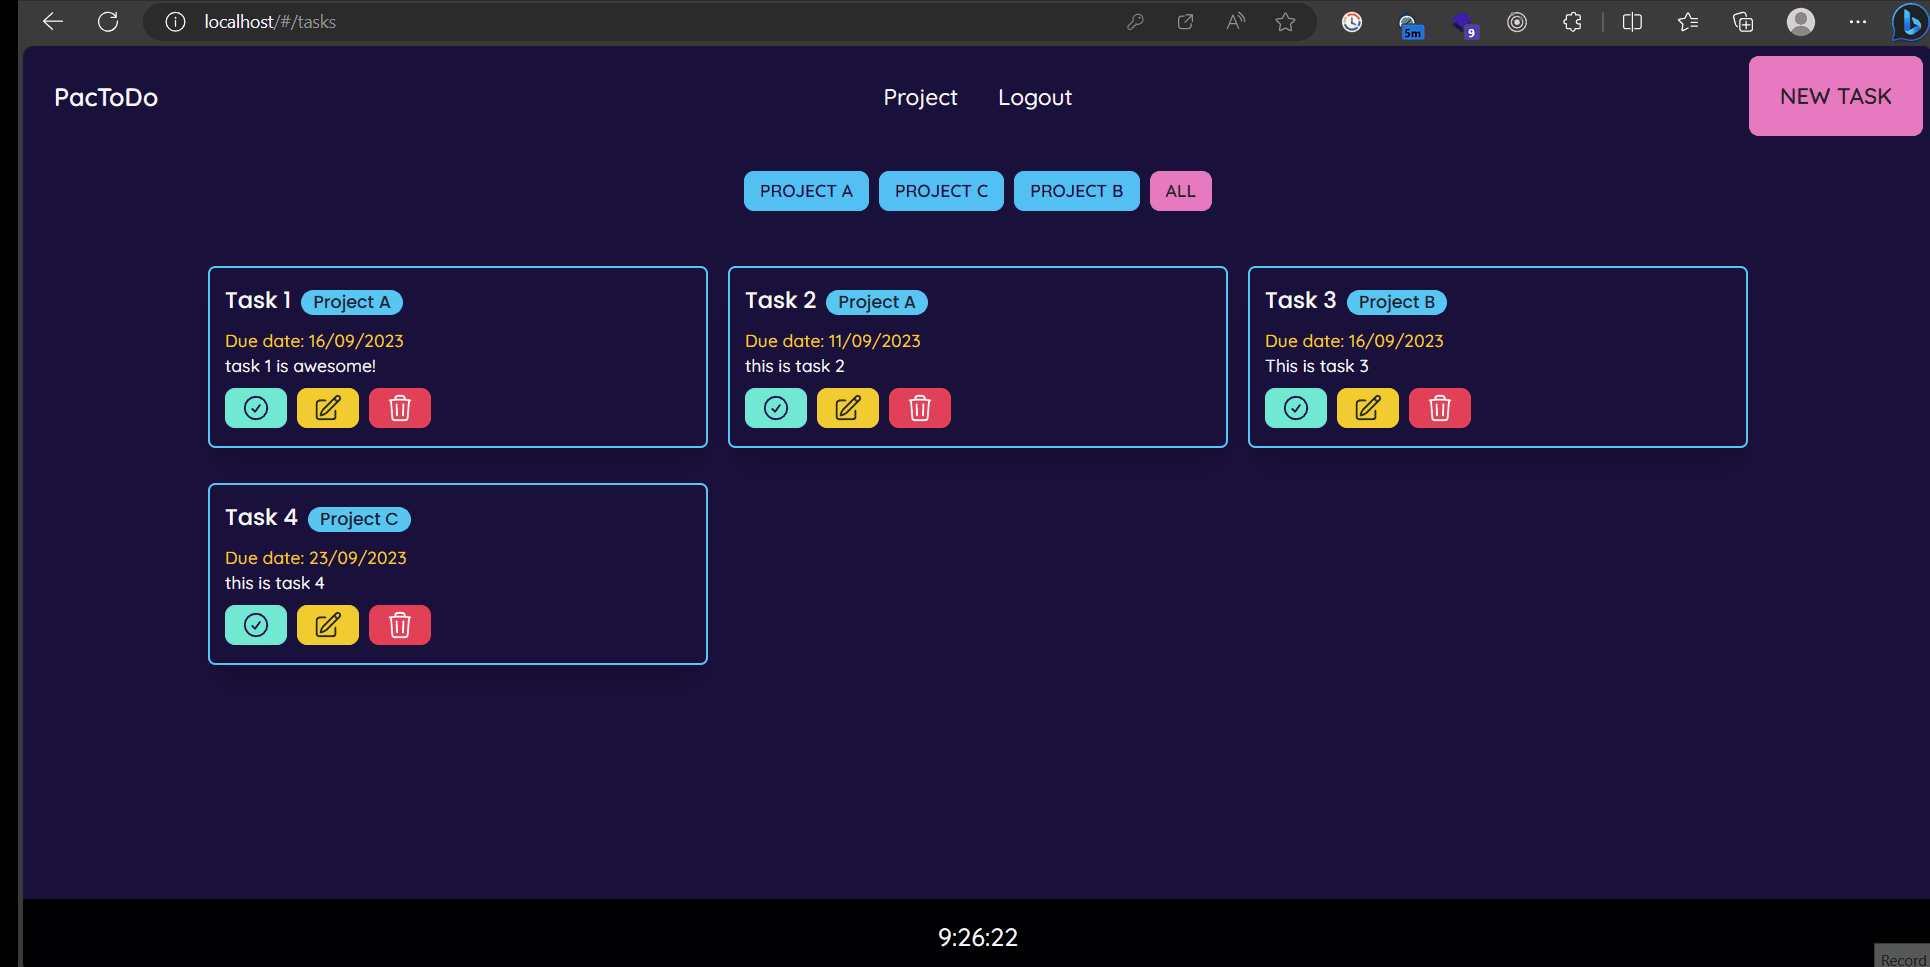 localhost/#/tasks
5m
9
PacToDo
Project
Logout
NEW TASK
PROJECT A
PROJECT C
PROJECT B
ALL
Task 1 Project A
Due date: 16/09/2023
task 1 is awesome!
Task 2 Project A
Due date: 11/09/2023
this is task 2
Task 3 Project B
Due date: 16/09/2023
This is task 3
Task 4 Project C
Due date: 23/09/2023
this is task 4
9:26:22
Record